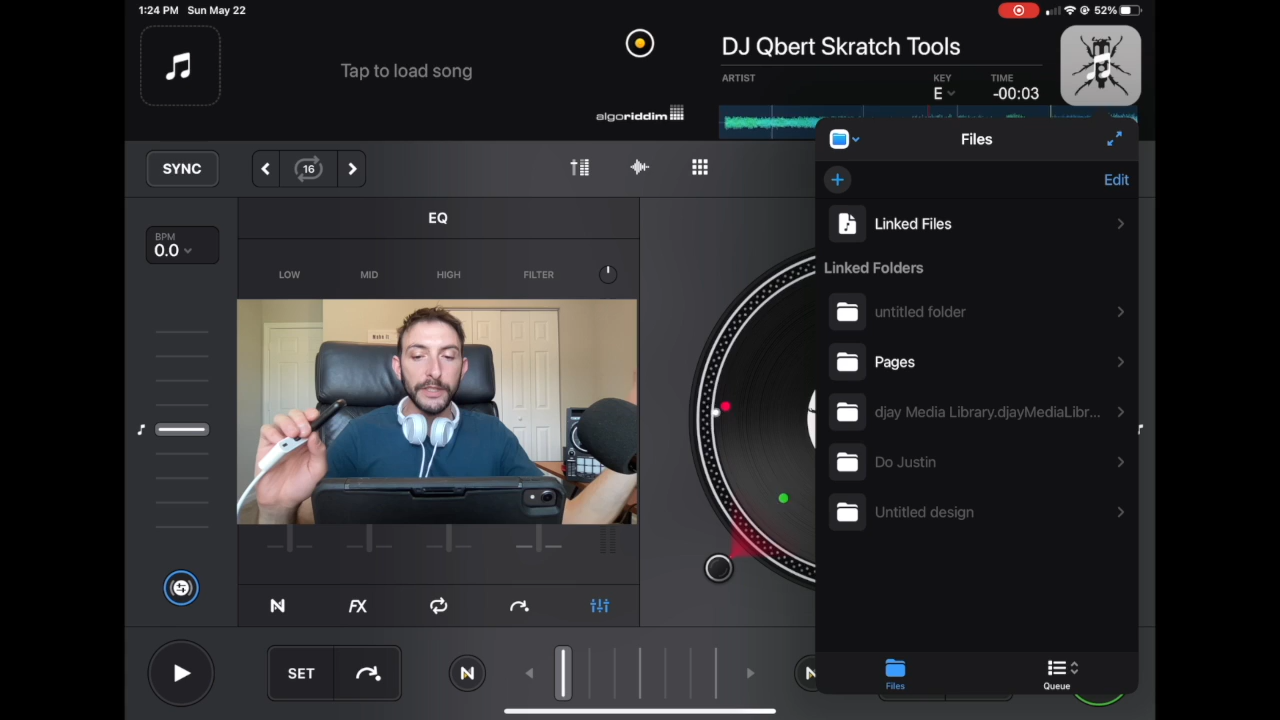 1:24 PM Sun May 22
52%
Tap to load song
algoriddim
DJ Qbert Skratch Tools
ARTIST
KEY
TIME
E
-00:03
SYNC
16
Files
Edit
BPM
0.0
EQ
LOW MID HIGH FILTER
Linked Files
Linked Folders
untitled folder
Pages
djay Media Library.djayMediaLibr...
Do Justin
Untitled design
FX
SET
Files
Queue